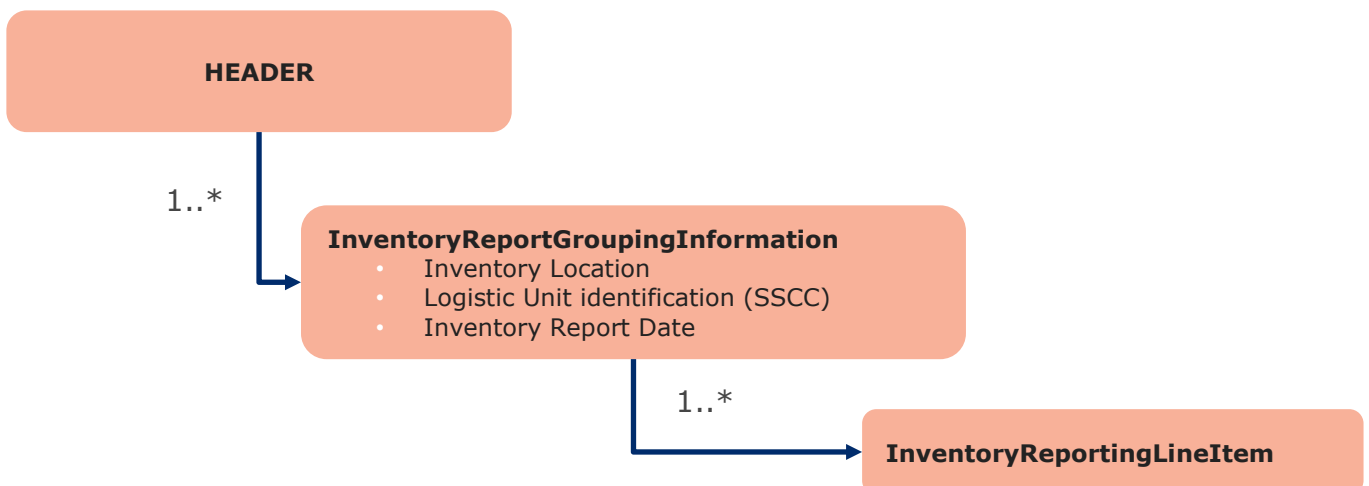 HEADER
1..*
InventoryReportGroupingInformation
• Inventory Location
• Logistic Unit identification (SSCC)
• Inventory Report Date
1..*
InventoryReportingLineItem